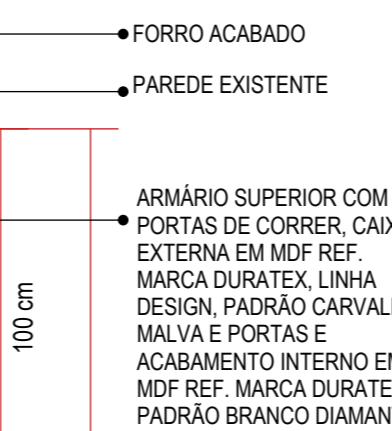 FORRO ACABADO
PAREDE EXISTENTE
ARMÁRIO SUPERIOR COM
PORTAS DE CORRER,
EXTERNA EM MDF REF.
MARCA DURATEX, LINHA
DESIGN, PADRÃO
MALVA E PORTAS E
ACABAMENTO INTERNO
MDF REF. MARCA
PADRÃO BRANCO
100 cm